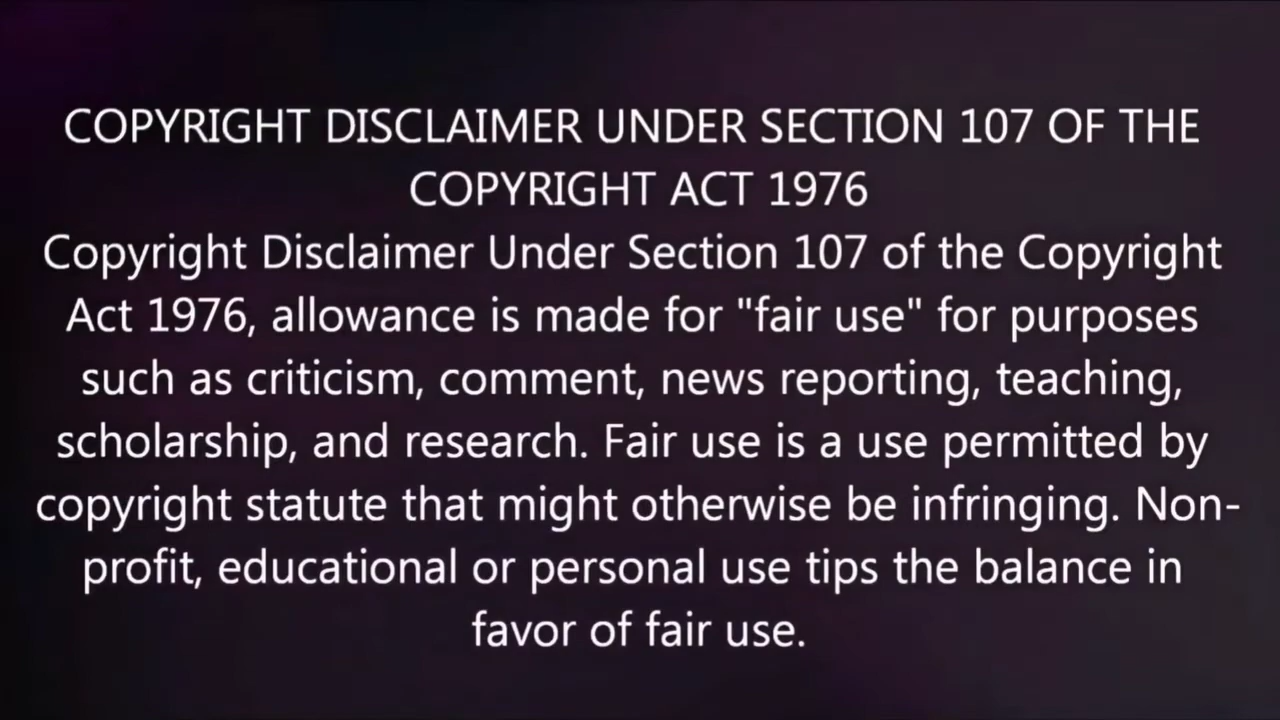 COPYRIGHT DISCLAIMER UNDER SECTION 107 OF THE
COPYRIGHT ACT 1976
Copyright Disclaimer Under Section 107 of the Copyright
Act 1976, allowance is made for "fair use" for purposes
such as criticism, comment, news reporting, teaching,
scholarship, and research. Fair use is a use permitted by
copyright statute that might otherwise be infringing. Non-
profit, educational or personal use tips the balance in
favor of fair use.